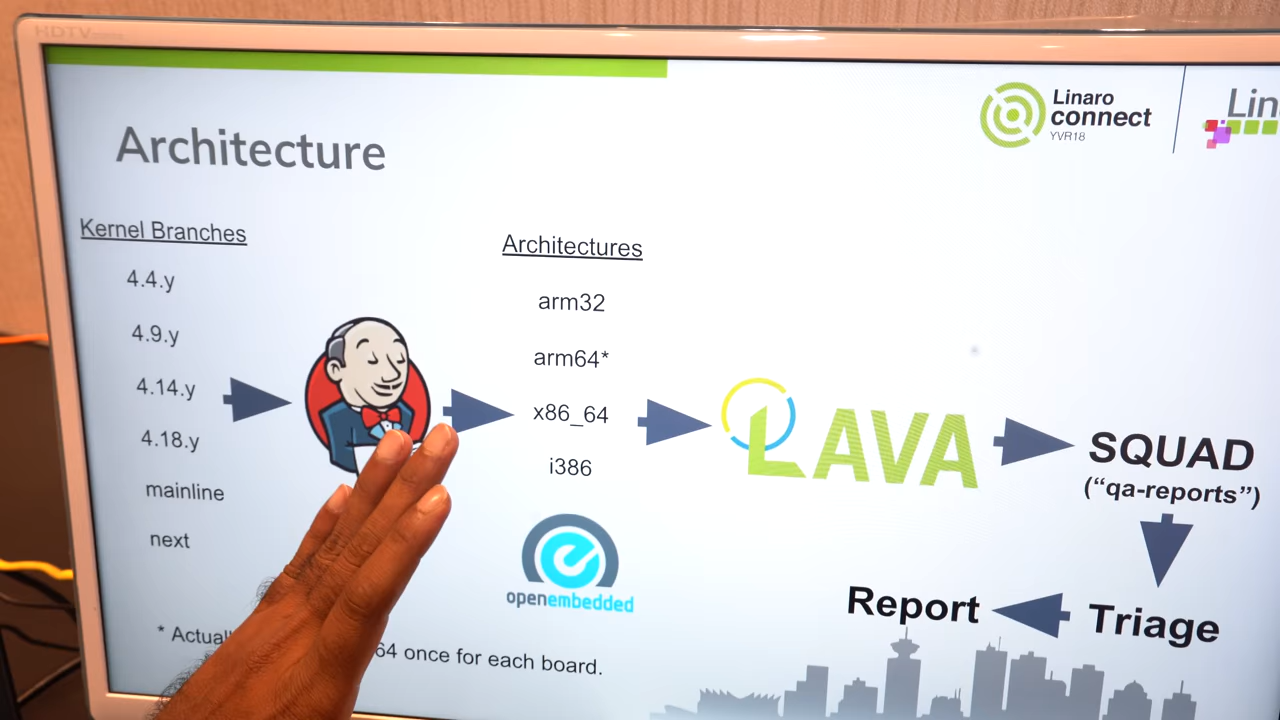 HDTV
Linaro
connect
YVR18
Lin
Architecture
Kernel Branches
4.4.y
4.9.y
4.14.y
4.18.y
mainline
next
Architectures
arm32
arm64*
x86_64
i386
openembedded
LAVA
SQUAD
("qa-reports")
Triage
Report
* Actual 64 once for each board.